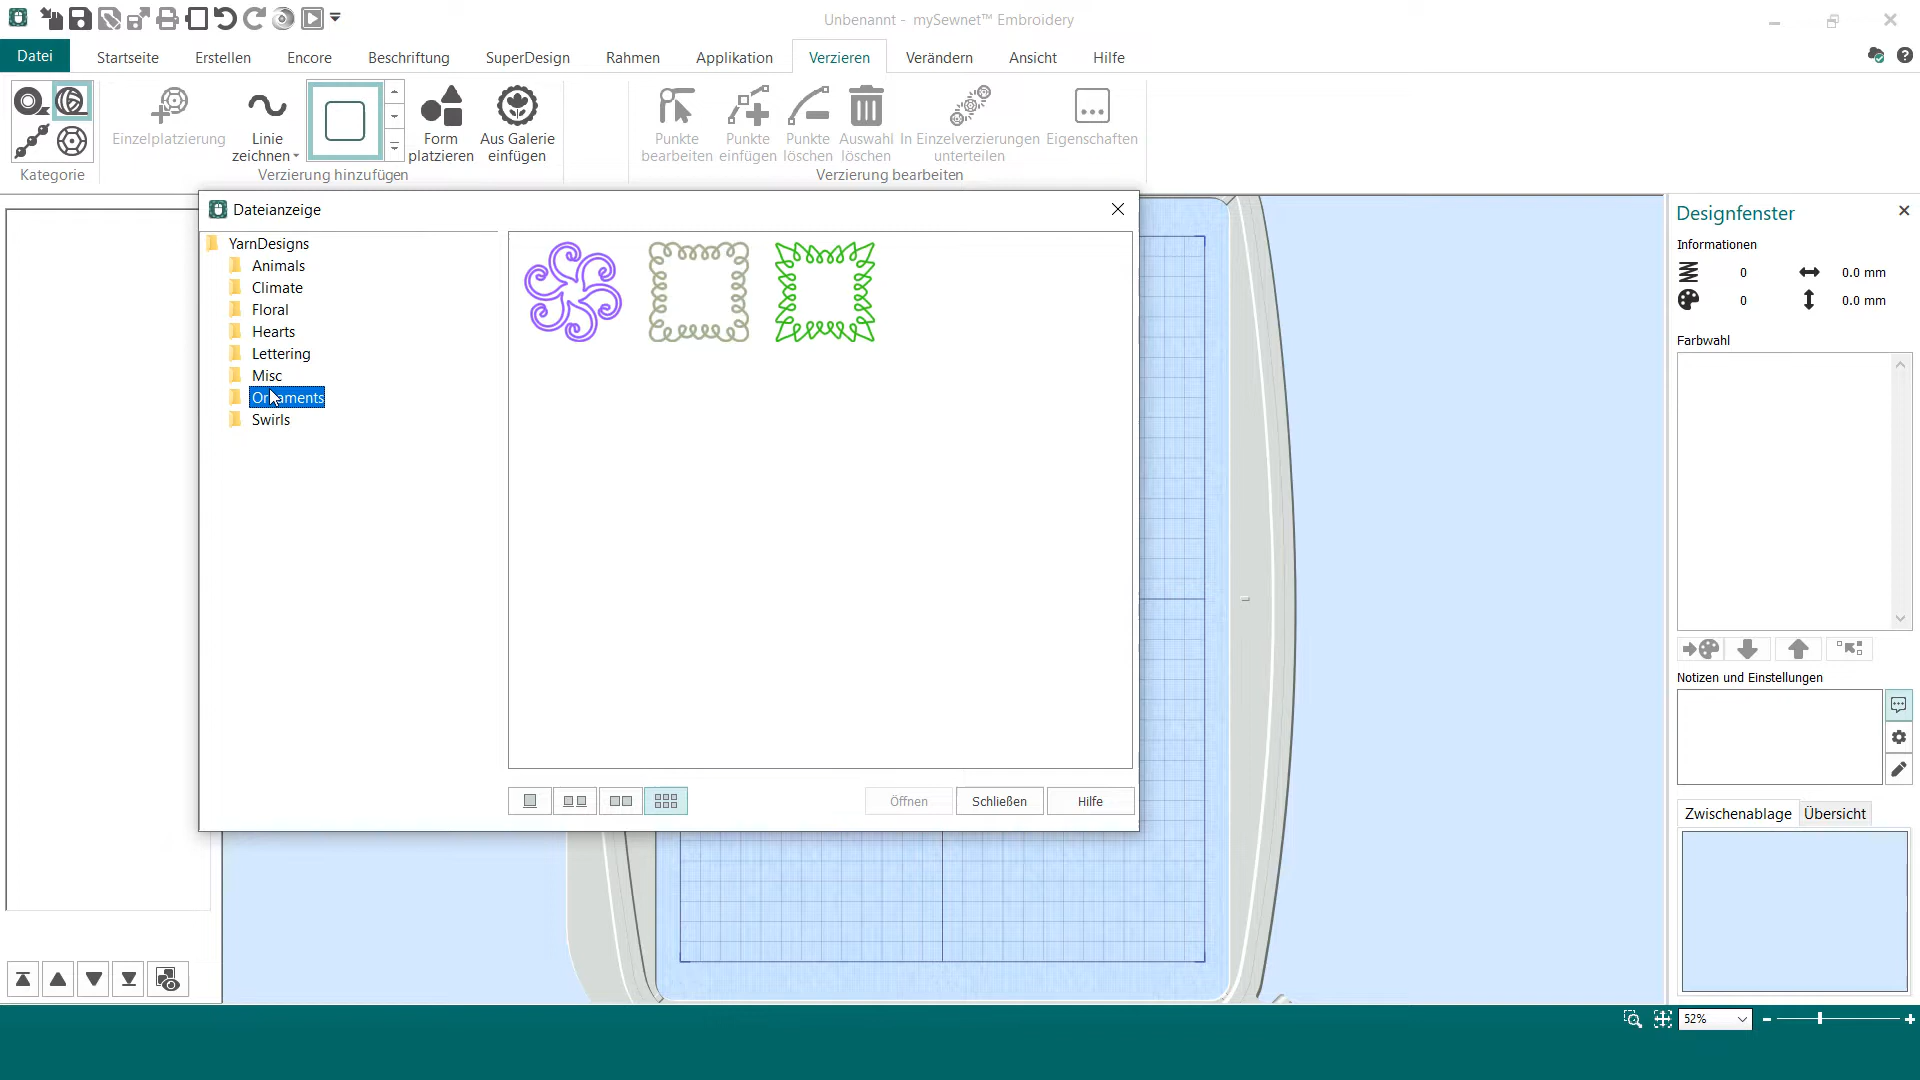 Unbenannt - mySewnet™ Embroidery
Datei
Startseite
Erstellen
Encore
Beschriftung
SuperDesign
Rahmen
Applikation
Verzieren
Verändern
Ansicht
Hilfe
Einzelplatzierung
Linie
zeichnen
Form
platzieren
Aus Galerie
einfügen
Punkte
bearbeiten
Punkte
einfügen
Punkte
löschen
Auswahl
löschen
In Einzelverzierungen
unterteilen
Eigenschaften
Kategorie
Verzierung hinzufügen
Verzierung bearbeiten
Dateianzeige
YarnDesigns
Animals
Climate
Floral
Hearts
Lettering
Misc
Ornaments
Swirls
Öffnen
Schließen
Hilfe
Designfenster
Informationen
0
0.0 mm
0
0.0 mm
Farbwahl
Notizen und Einstellungen
Zwischenablage
Übersicht
52%